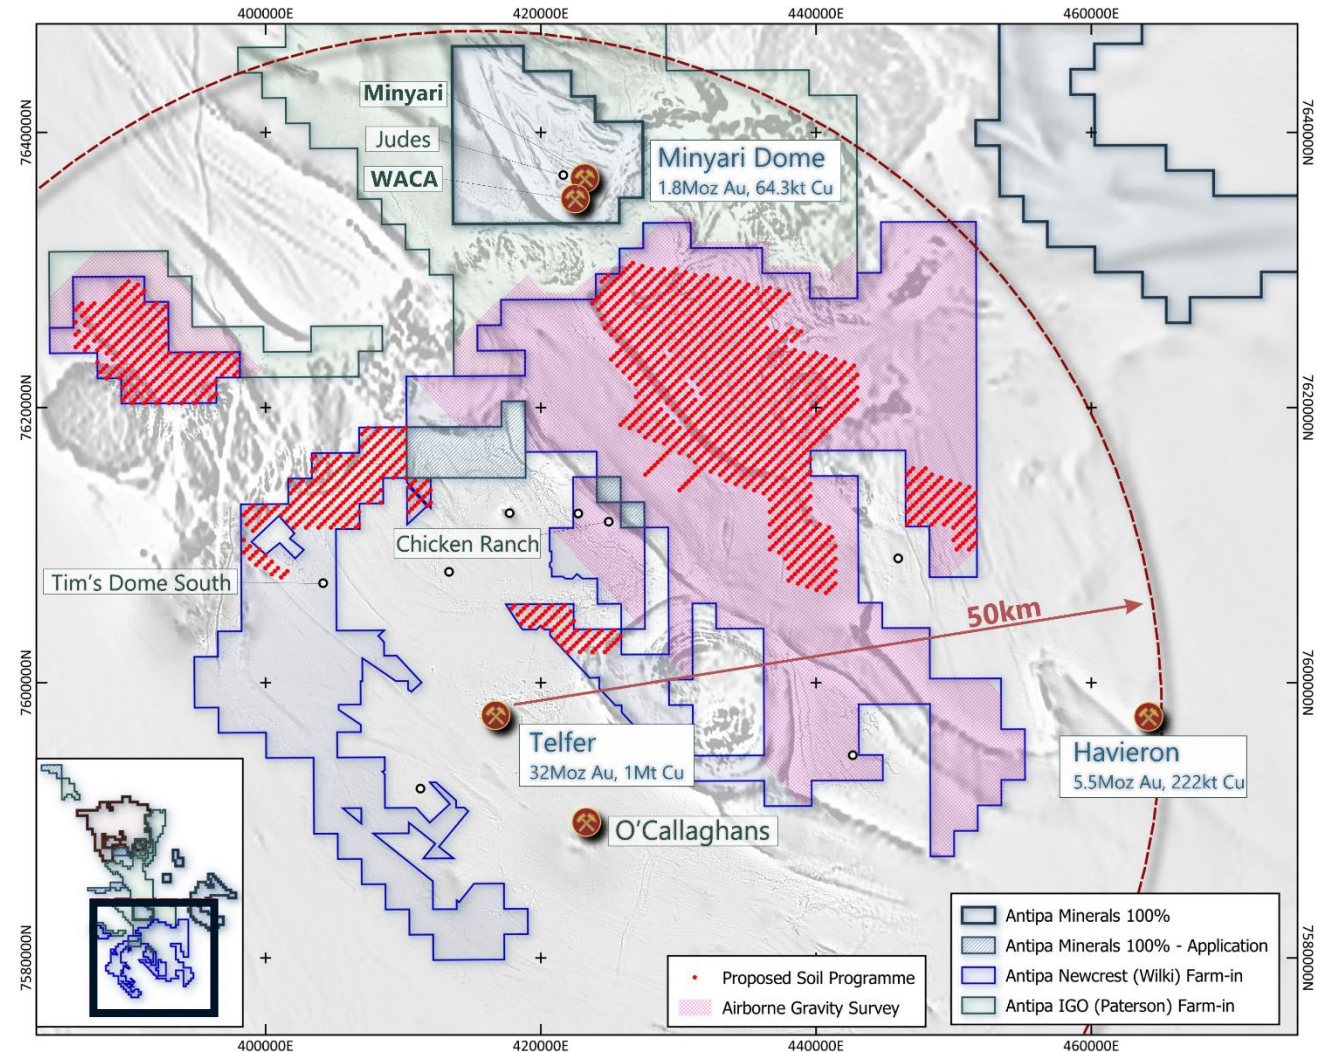 400000E
420000E
440000E
460000E
7640000N
7640000N
Minyari
Judes
WACA
Minyari Dome
1.8Moz Au, 64.3kt Cu
7620000N
7620000N
Chicken Ranch
Tim's Dome South
50km
7600000N
7600000N
Telfer
32Moz Au, 1Mt Cu
Havieron
5.5Moz Au, 222kt Cu
O'Callaghans
7580000N
7580000N
Proposed Soil Programme
Airborne Gravity Survey
Antipa Minerals 100%
Antipa Minerals 100% - Application
Antipa Newcrest (Wilki) Farm-in
Antipa IGO (Paterson) Farm-in
400000E
420000E
440000E
460000E